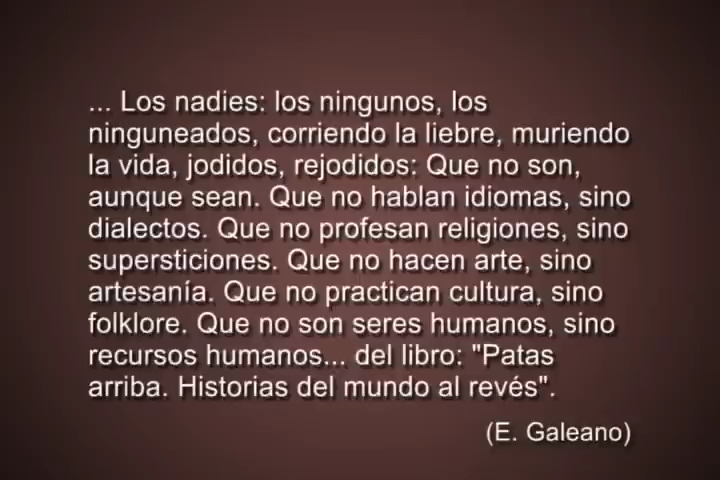 ... Los nadies: los ningunos, los
ninguneados, corriendo la liebre, muriendo
la vida, jodidos, rejodidos: Que no son,
aunque sean. Que no hablan idiomas, sino
dialectos. Que no profesan religiones, sino
supersticiones. Que no hacen arte, sino
artesanía. Que no practican cultura, sino
folklore. Que no son seres humanos, sino
recursos humanos... del libro: "Patas
arriba. Historias del mundo al revés".
(E. Galeano)